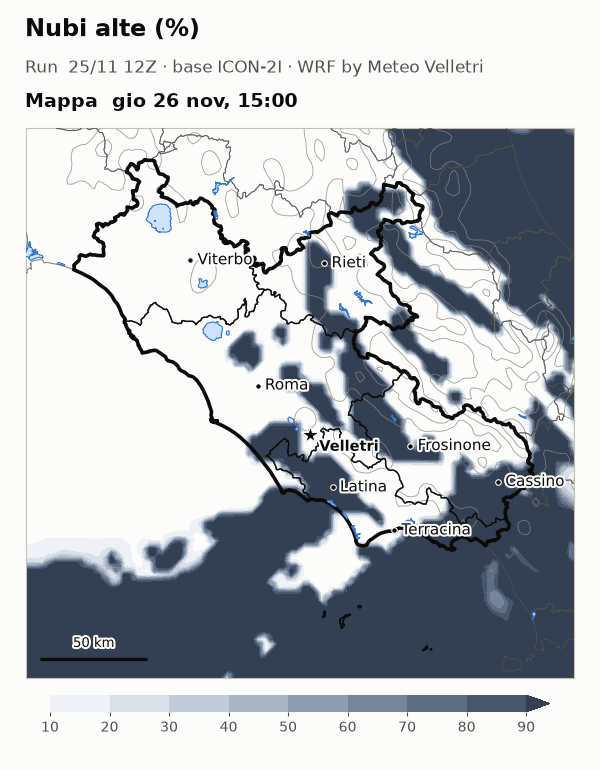 Nubi alte (%)
Run  25/11 12Z · base ICON-2I · WRF by Meteo Velletri
Mappa  gio 26 nov, 15:00
Viterbo
Rieti
Roma
Velletri
Frosinone
Latina
Cassino
Terracina
50 km
10 20 30 40 50 60 70 80 90